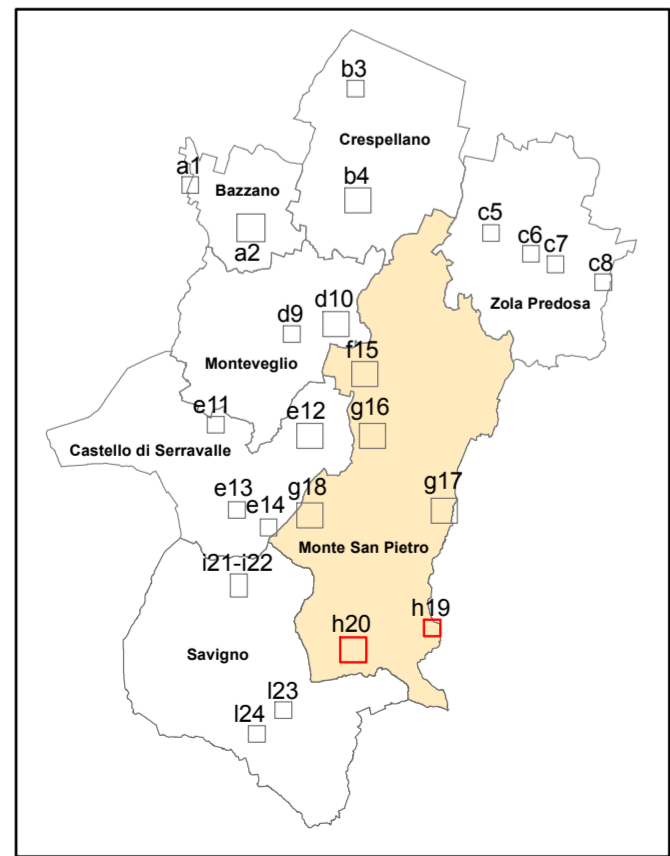 b3
Crespellano
a1
b4
Bazzano
c5
a2
c6
c7
c8
Zola Predosa
d10
d9
f15
Monteveglio
e11
e12
g16
Castello di Serravalle
e13
g18
g17
e14
Monte San Pietro
i21-i22
h19
h20
Savigno
l23
l24